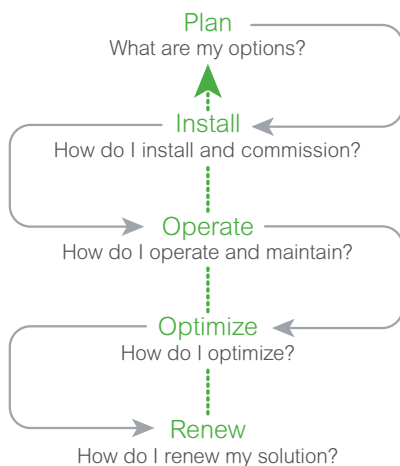 Plan
What are my options?
Install
How do I install and commission?
Operate
How do I operate and maintain?
Optimize
How do I optimize?
Renew
How do I renew my solution?